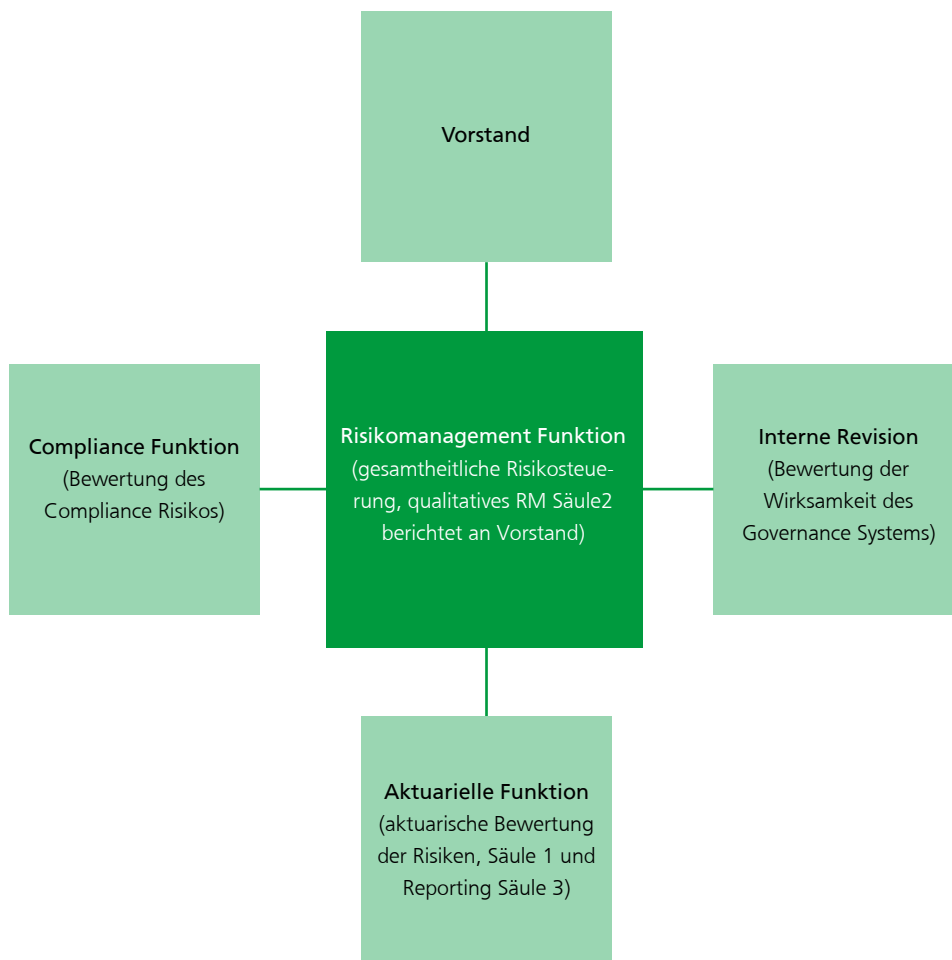 Vorstand
Compliance Funktion
(Bewertung des
Compliance Risikos)
Risikomanagement Funktion
(gesamtheitliche Risikosteue-
rung, qualitatives RM Säule2
berichtet an Vorstand)
Interne Revision
(Bewertung der
Wirksamkeit des
Governance Systems)
Aktuarielle Funktion
(aktuarische Bewertung
der Risiken, Säule 1 und
Reporting Säule 3)